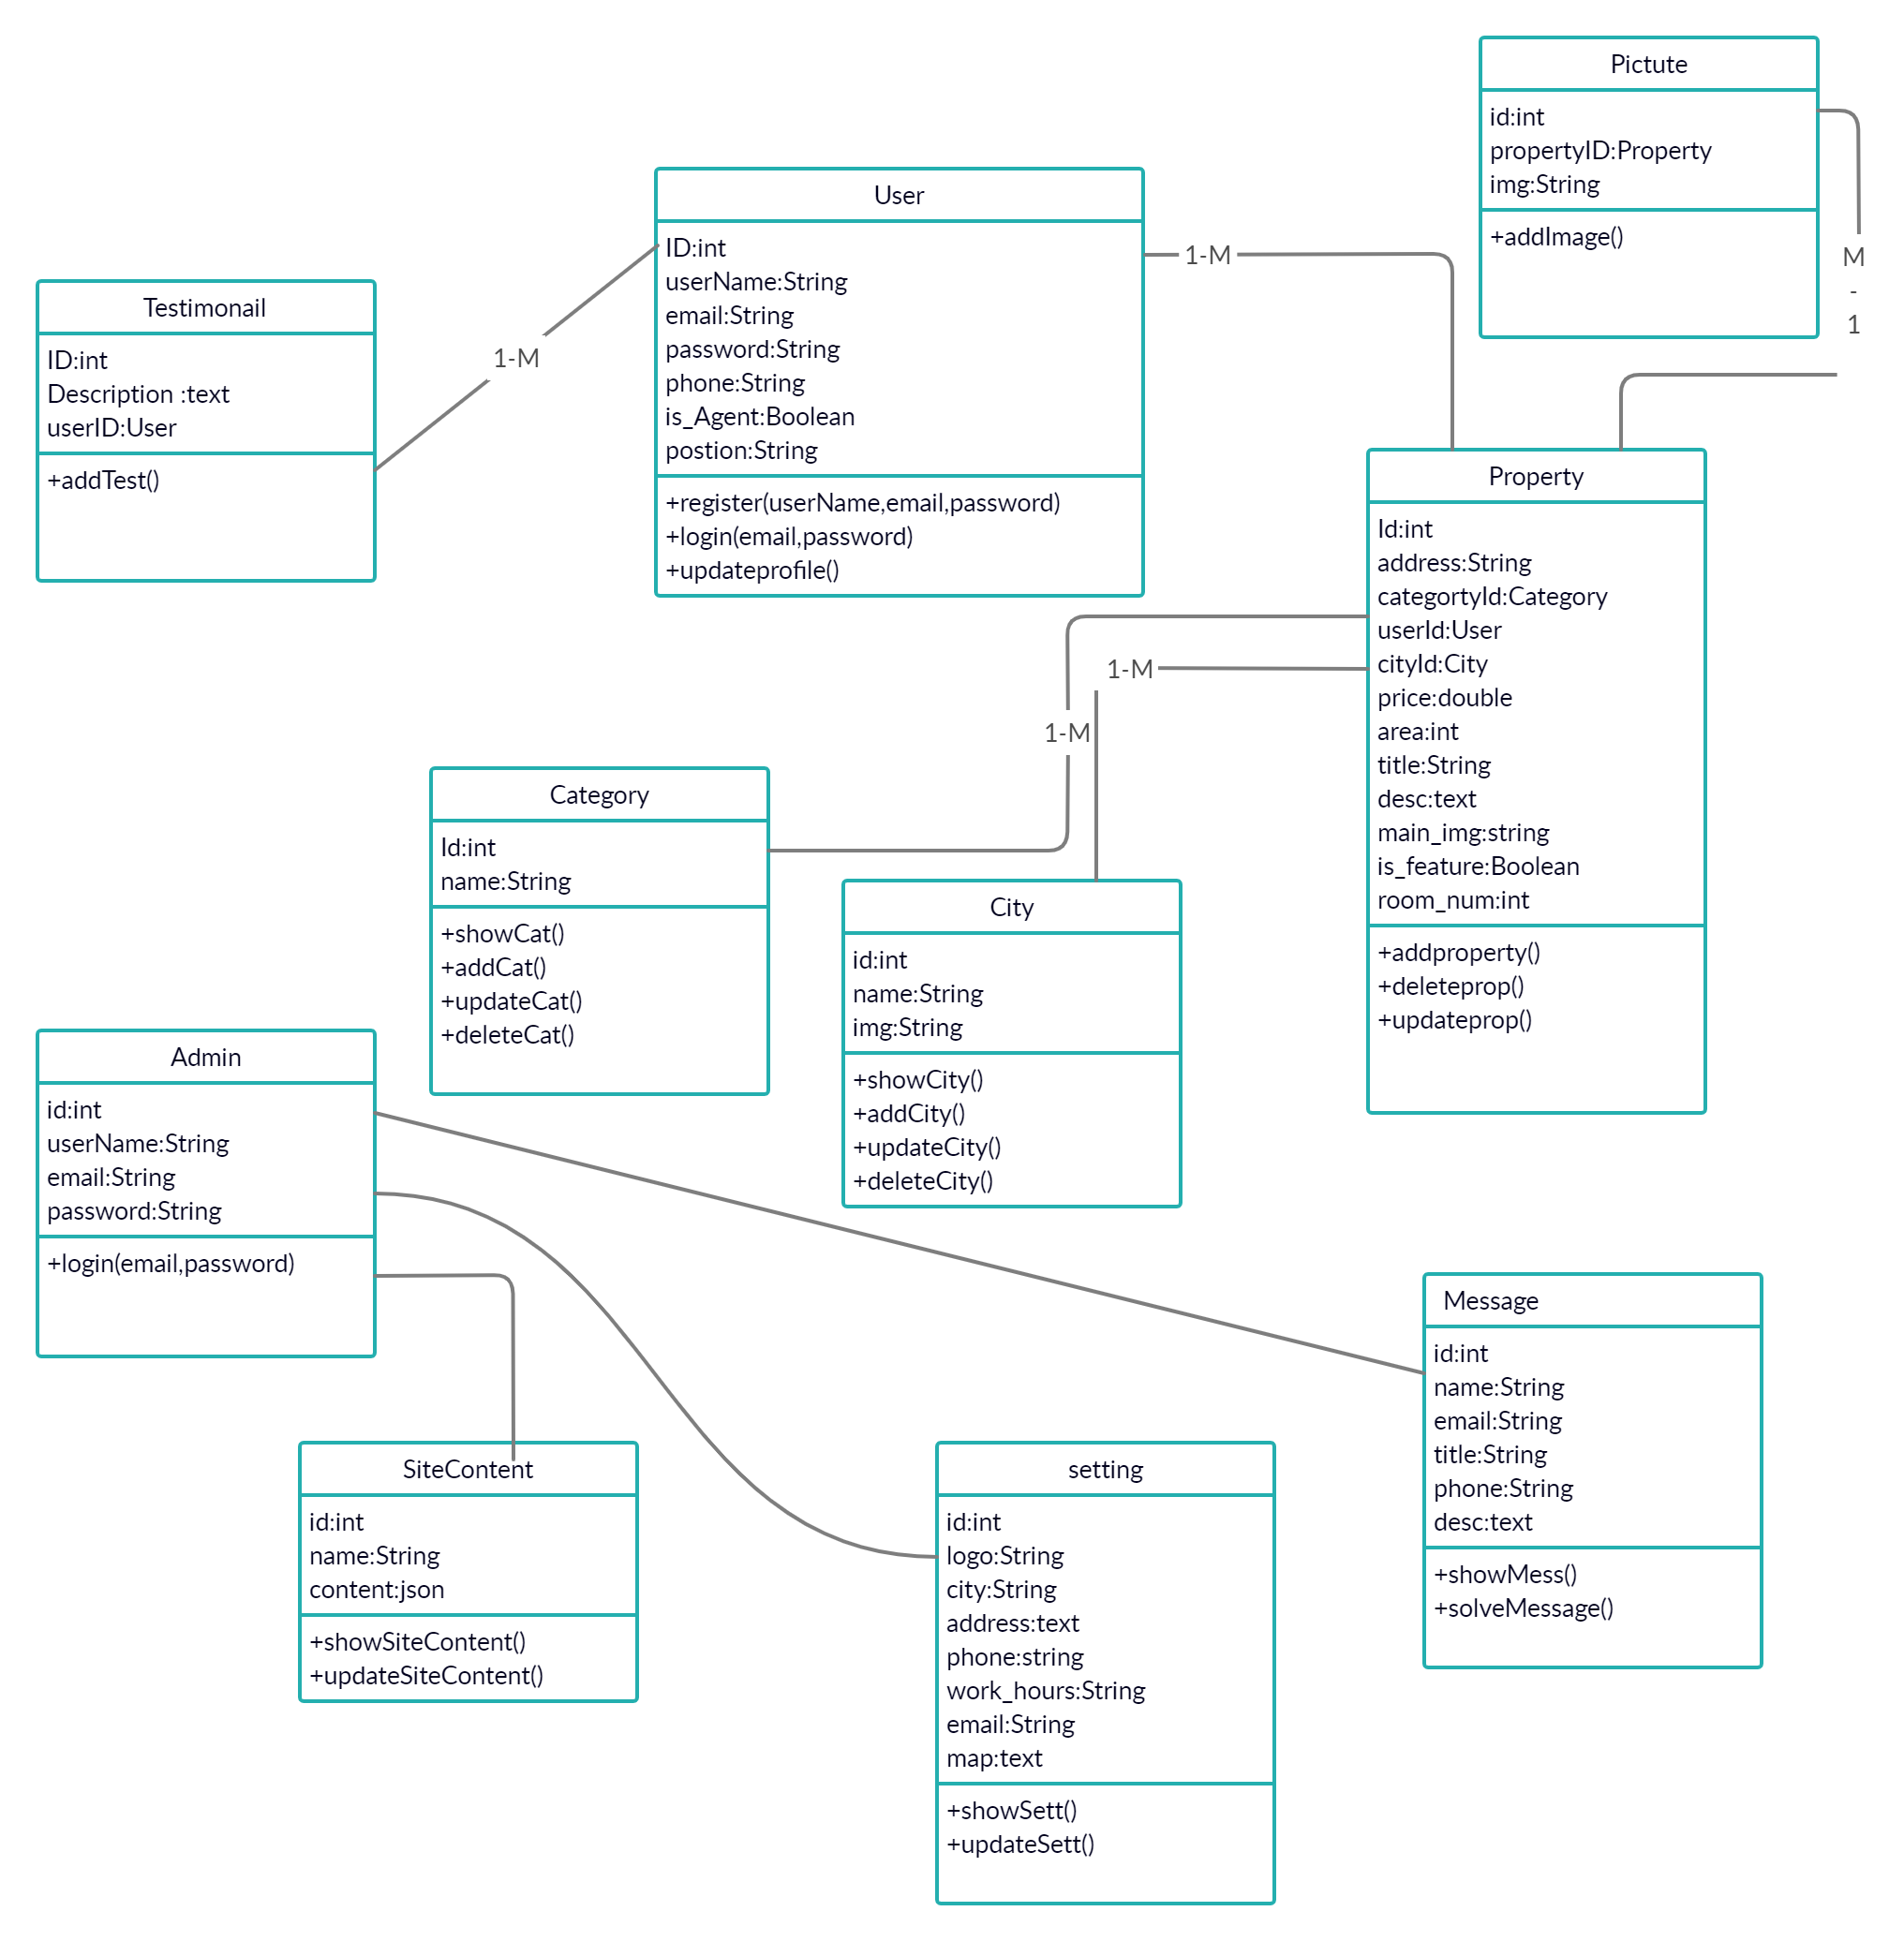 Pictute
id:int
propertyID:Property
img:String
+addImage()
M
-
1
User
ID:int
userName:String
email:String
password:String
phone:String
is_Agent:Boolean
postion:String
+register(userName,email,password)
+login(email,password)
+updateprofile()
1-M
Testimonail
ID:int
Description :text
userID:User
+addTest()
1-M
Property
Id:int
address:String
categortyId:Category
userId:User
cityId:City
price:double
area:int
title:String
desc:text
main_img:string
is_feature:Boolean
room_num:int
+addproperty()
+deleteprop()
+updateprop()
1-M
1-M
Category
Id:int
name:String
+showCat()
+addCat()
+updateCat()
+deleteCat()
City
id:int
name:String
img:String
+showCity()
+addCity()
+updateCity()
+deleteCity()
Admin
id:int
userName:String
email:String
password:String
+login(email,password)
Message
id:int
name:String
email:String
title:String
phone:String
desc:text
+showMess()
+solveMessage()
SiteContent
id:int
name:String
content:json
+showSiteContent()
+updateSiteContent()
setting
id:int
logo:String
city:String
address:text
phone:string
work_hours:String
email:String
map:text
+showSett()
+updateSett()